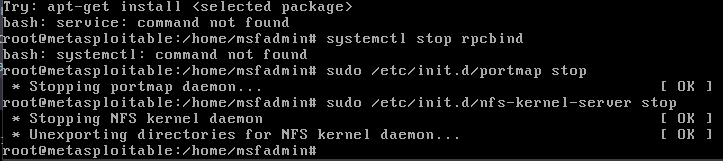 Try: apt-get install <selected package>
bash: service: command not found
root@metasploitable:/home/msfadmin# systemctl stop rpcbind
bash: systemctl: command not found
root@metasploitable:/home/msfadmin# sudo /etc/init.d/portmap stop
 * Stopping portmap daemon... [ OK ]
root@metasploitable:/home/msfadmin# sudo /etc/init.d/nfs-kernel-server stop
 * Stopping NFS kernel daemon [ OK ]
 * Unexporting directories for NFS kernel daemon... [ OK ]
root@metasploitable:/home/msfadmin#